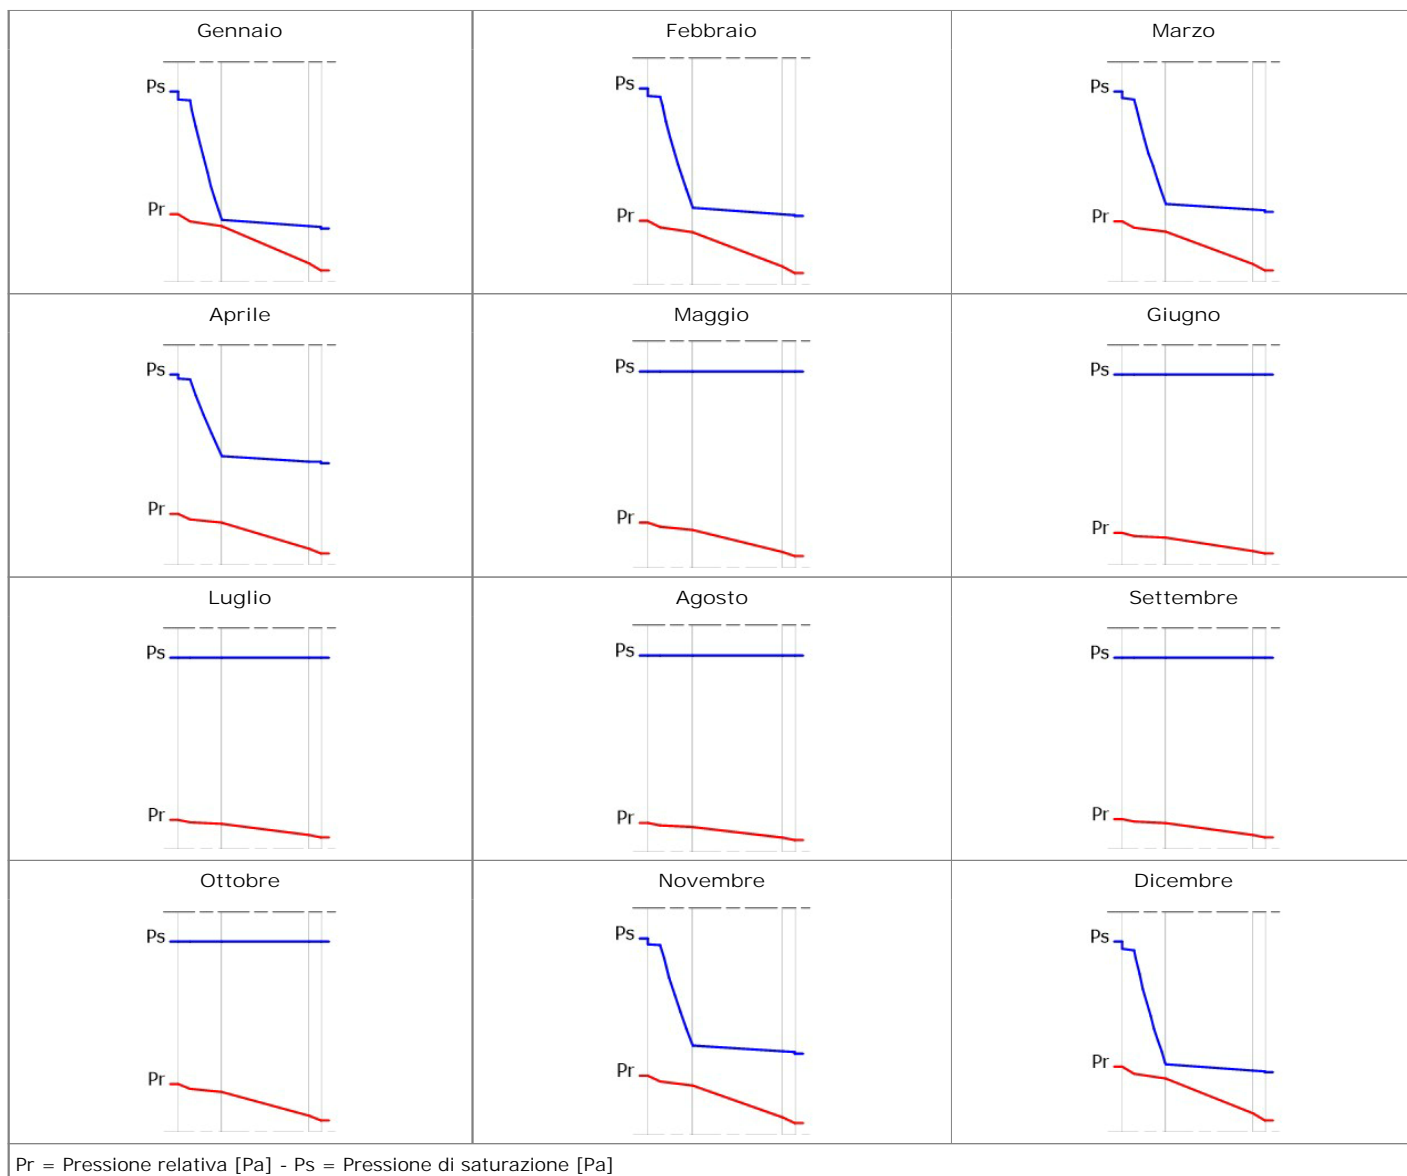 Gennaio
Febbraio
Marzo
Ps
Pr
Ps
Pr
Ps
Pr
Aprile
Maggio
Giugno
Ps
Pr
Ps
Pr
Ps
Pr
Luglio
Agosto
Settembre
Ps
Pr
Ps
Pr
Ps
Pr
Ottobre
Novembre
Dicembre
Ps
Pr
Ps
Pr
Ps
Pr
Pr = Pressione relativa [Pa] - Ps = Pressione di saturazione [Pa]